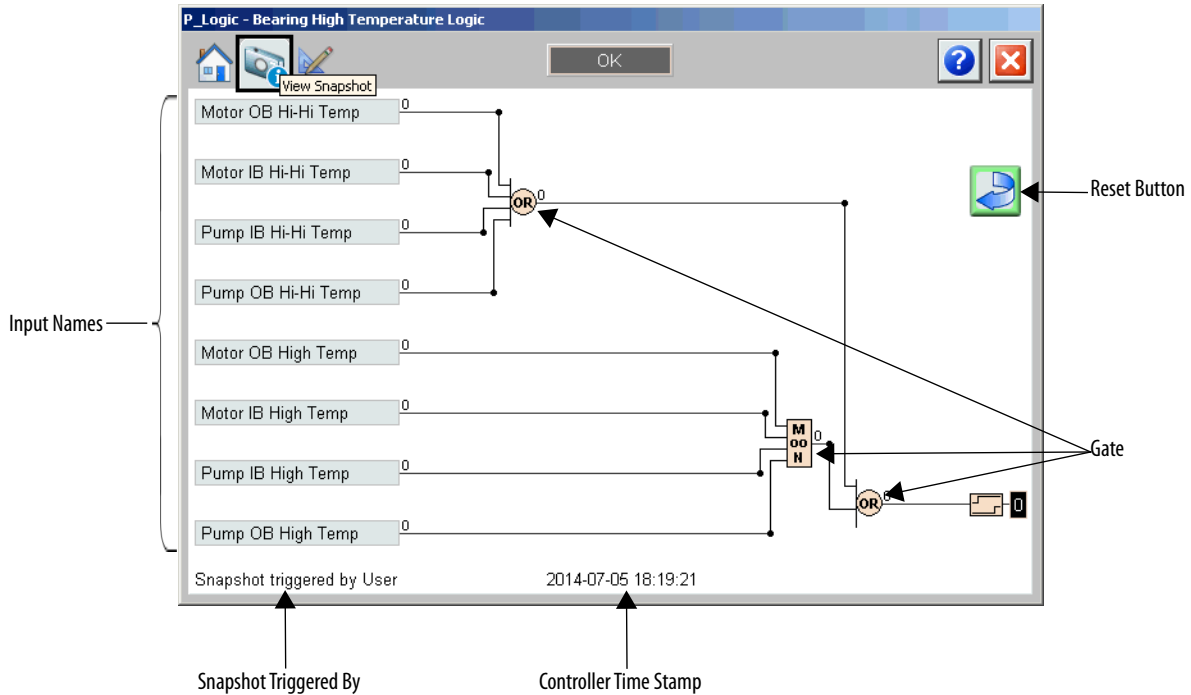 P_Logic - Bearing High Temperature Logic
OK
View Snapshot
Motor OB Hi-Hi Temp 0
Motor IB Hi-Hi Temp 0
Reset Button
OR 0
Pump IB Hi-Hi Temp 0
Pump OB Hi-Hi Temp 0
Input Names
Motor OB High Temp 0
Motor IB High Temp 0
M
oo
N
0
Gate
Pump IB High Temp 0
OR 0
0
Pump OB High Temp 0
Snapshot triggered by User 2014-07-05 18:19:21
Snapshot Triggered By Controller Time Stamp